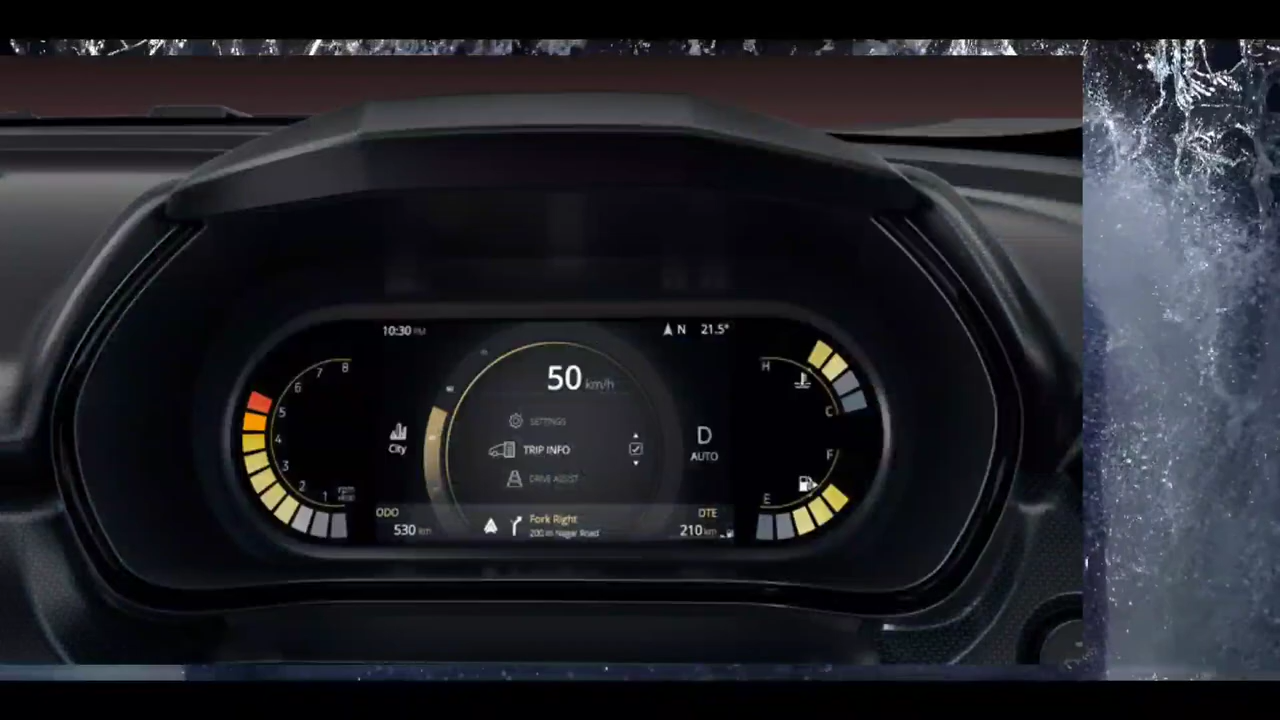 10:30 PM
N 21.5°
8
7
6
5
4
3
2
1
rpm
50 km/h
SETTINGS
TRIP INFO
DRIVE ASSIST
City
D
AUTO
H
C
F
E
ODO
530 km
Fork Right
200 m Nagar Road
DTE
210 km